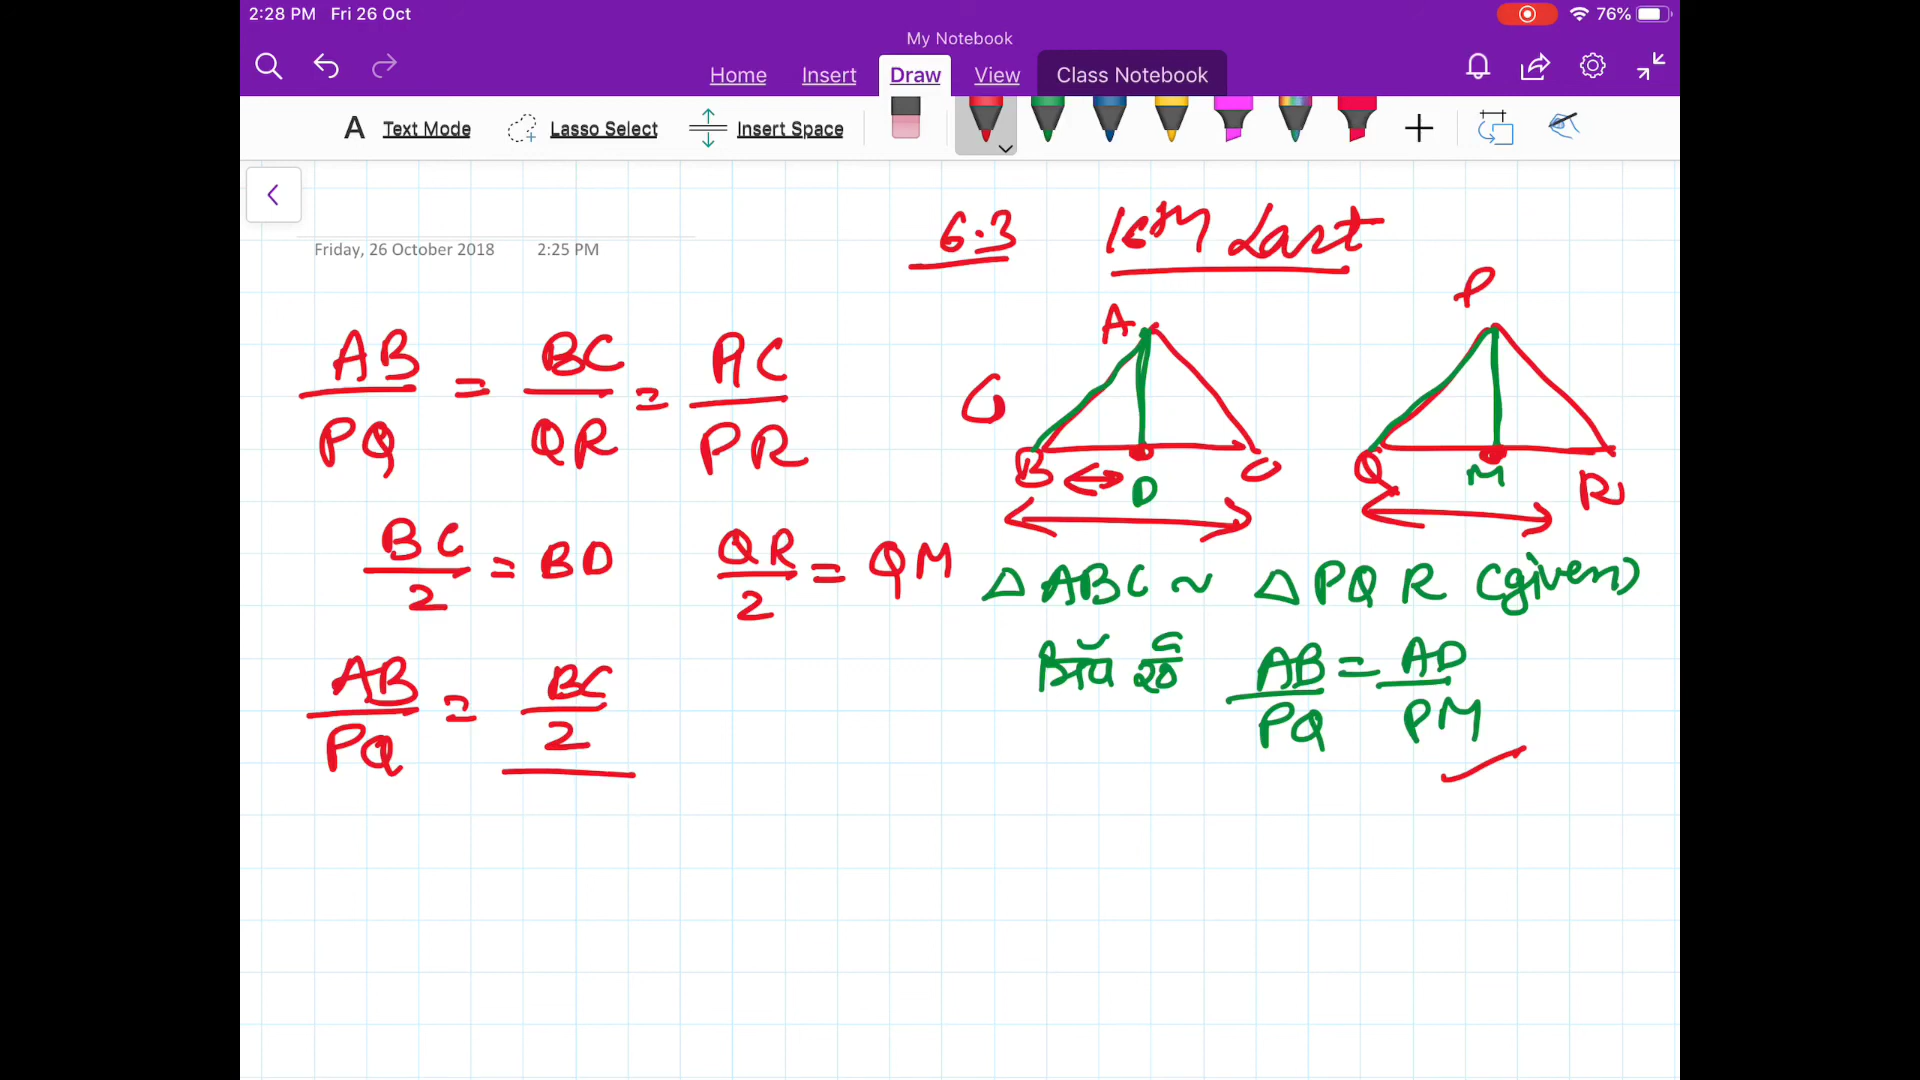 2:28 PM Fri 26 Oct 76%
My Notebook
Home Insert Draw View Class Notebook
A Text Mode Lasso Select Insert Space
6.3 16th Last
Friday, 26 October 2018 2:25 PM
A P
AB/PQ = BC/QR = AC/PR
B D C Q M R
BC/2 = BD QR/2 = QM
△ABC ~ △PQR (given)
AB/PQ = AD/PM
AB/PQ = BC/2